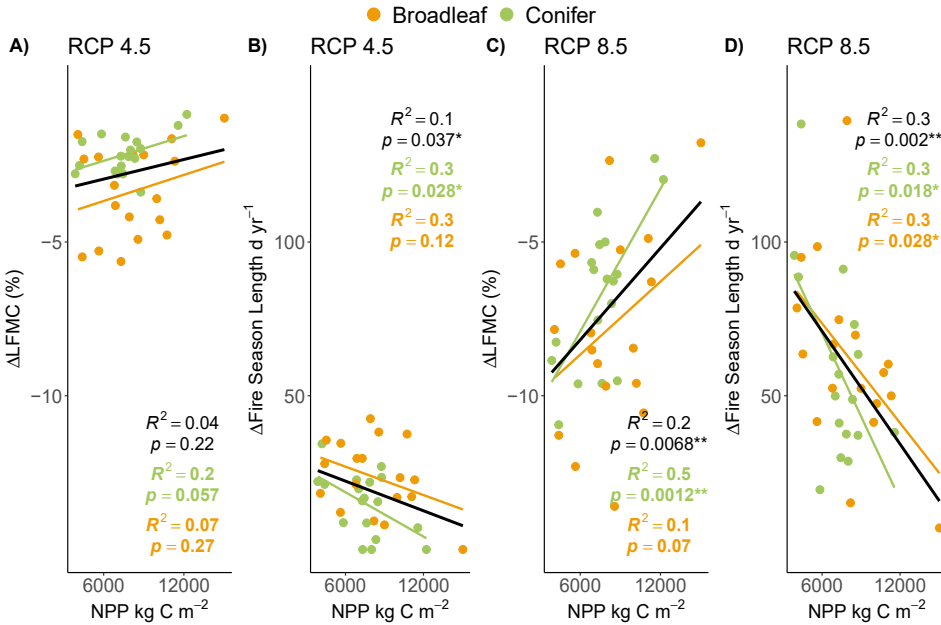 Broadleaf Conifer
A) RCP 4.5
ΔLFMC (%)
−5
−10
R² = 0.04
p = 0.22
R² = 0.2
p = 0.057
R² = 0.07
p = 0.27
6000 12000
NPP kg C m⁻²
B) RCP 4.5
ΔFire Season Length d yr⁻¹
100
50
R² = 0.1
p = 0.037*
R² = 0.3
p = 0.028*
R² = 0.3
p = 0.12
6000 12000
NPP kg C m⁻²
C) RCP 8.5
ΔLFMC (%)
−5
−10
R² = 0.2
p = 0.0068**
R² = 0.5
p = 0.0012**
R² = 0.1
p = 0.07
6000 12000
NPP kg C m⁻²
D) RCP 8.5
ΔFire Season Length d yr⁻¹
100
50
R² = 0.3
p = 0.002**
R² = 0.3
p = 0.018*
R² = 0.3
p = 0.028*
6000 12000
NPP kg C m⁻²